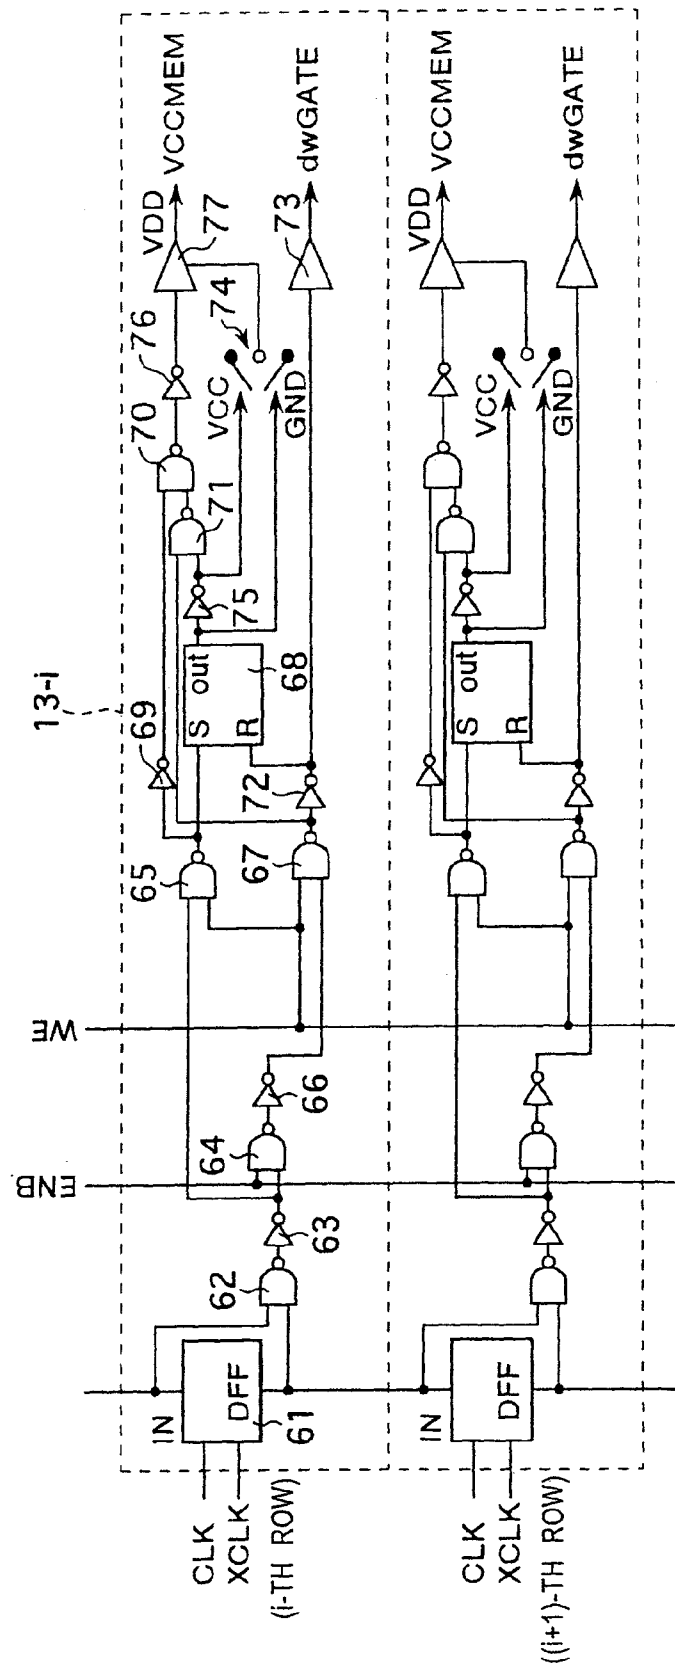 13-i
CLK
XCLK
(i-TH ROW)
IN
DFF
61
62
63
ENB
64
66
WE
65
67
69
72
S
out
R
68
75
71
70
76
VCC
GND
74
VDD
77
73
VCCMEM
dwGATE
CLK
XCLK
((i+1)-TH ROW)
IN
DFF
S
out
R
VCC
GND
VDD
VCCMEM
dwGATE